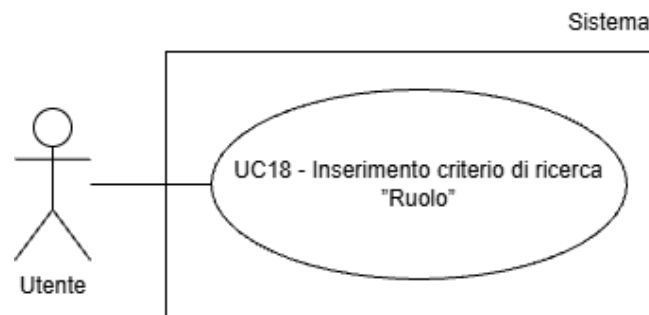 Sistema
UC18 - Inserimento criterio di ricerca
"Ruolo"
Utente